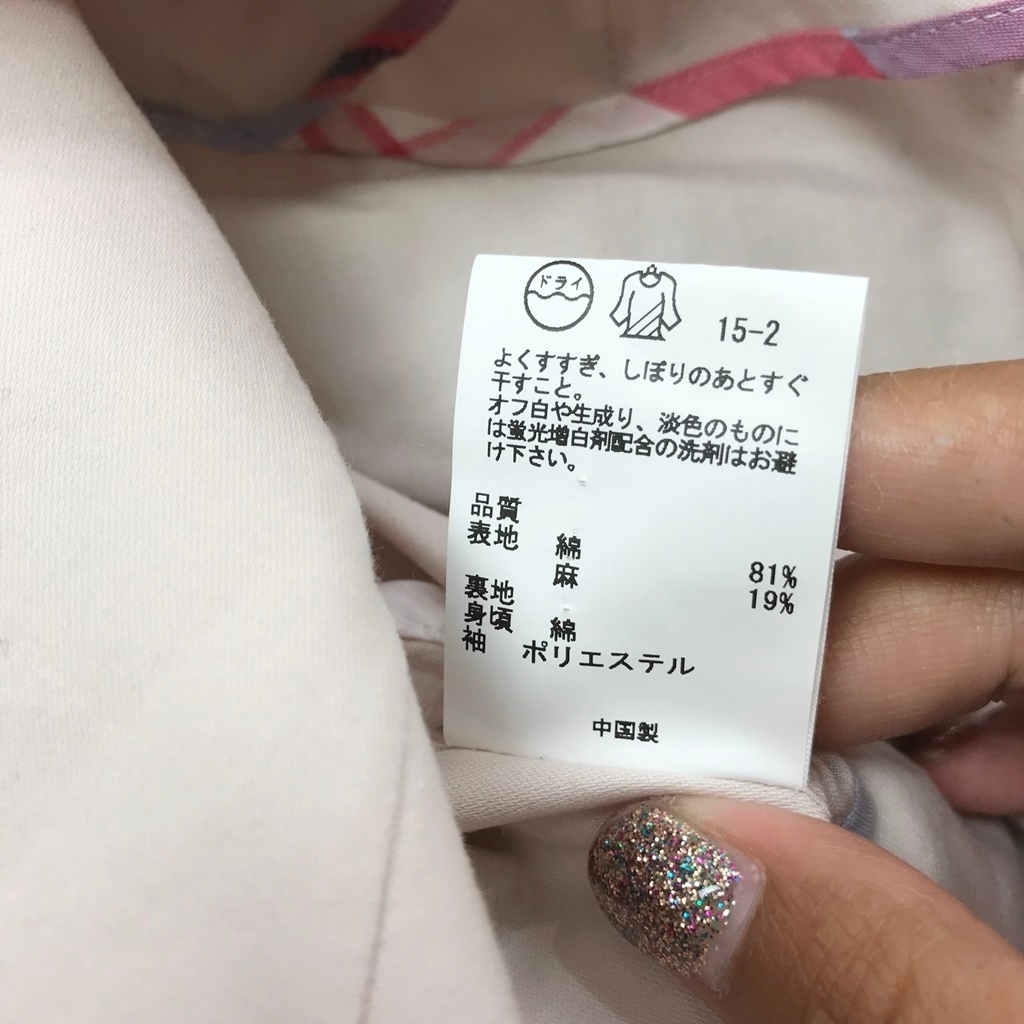 ドライ
15-2
よくすすぎ、しぼりのあとすぐ
干すこと。
オフ白や生成り、淡色のものに
は蛍光増白剤配合の洗剤はお避
け下さい。
品質
表地 綿 81%
麻 19%
裏地
身頃 綿
袖 ポリエステル
中国製